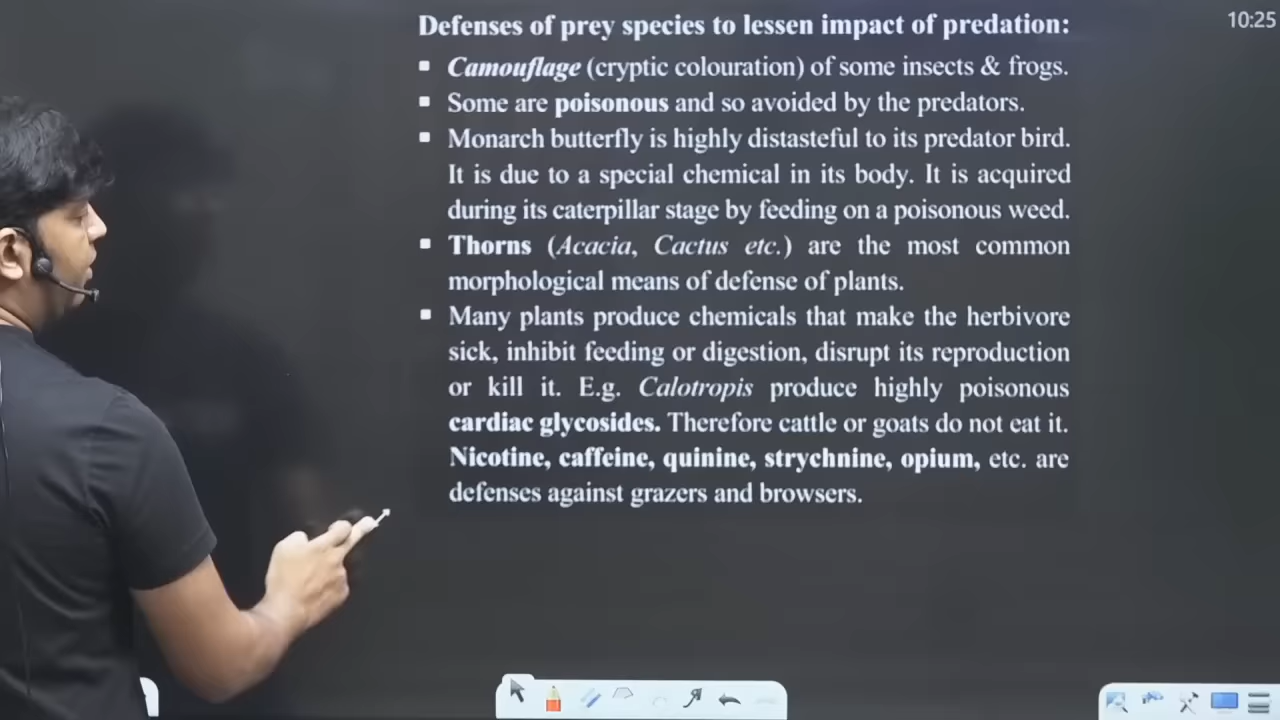 Defenses of prey species to lessen impact of predation:
10:25
▪ Camouflage (cryptic colouration) of some insects & frogs.
▪ Some are poisonous and so avoided by the predators.
▪ Monarch butterfly is highly distasteful to its predator bird.
It is due to a special chemical in its body. It is acquired
during its caterpillar stage by feeding on a poisonous weed.
▪ Thorns (Acacia, Cactus etc.) are the most common
morphological means of defense of plants.
▪ Many plants produce chemicals that make the herbivore
sick, inhibit feeding or digestion, disrupt its reproduction
or kill it. E.g. Calotropis produce highly poisonous
cardiac glycosides. Therefore cattle or goats do not eat it.
Nicotine, caffeine, quinine, strychnine, opium, etc. are
defenses against grazers and browsers.